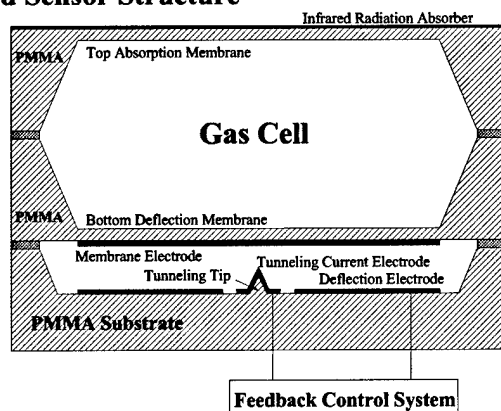 d Sensor Structure
Infrared Radiation Absorber
PMMA
Top Absorption Membrane
Gas Cell
PMMA
Bottom Deflection Membrane
Membrane Electrode
Tunneling Current Electrode
Tunneling Tip
Deflection Electrode
PMMA Substrate
Feedback Control System